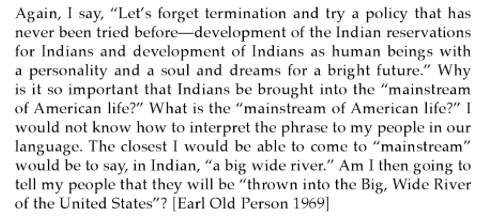 Again, I say, “Let’s forget termination and try a policy that has
never been tried before—development of the Indian reservations
for Indians and development of Indians as human beings with
a personality and a soul and dreams for a bright future.” Why
is it so important that Indians be brought into the “mainstream
of American life?” What is the “mainstream of American life?” I
would not know how to interpret the phrase to my people in our
language. The closest I would be able to come to “mainstream”
would be to say, in Indian, “a big wide river.” Am I then going to
tell my people that they will be “thrown into the Big, Wide River
of the United States”? [Earl Old Person 1969]